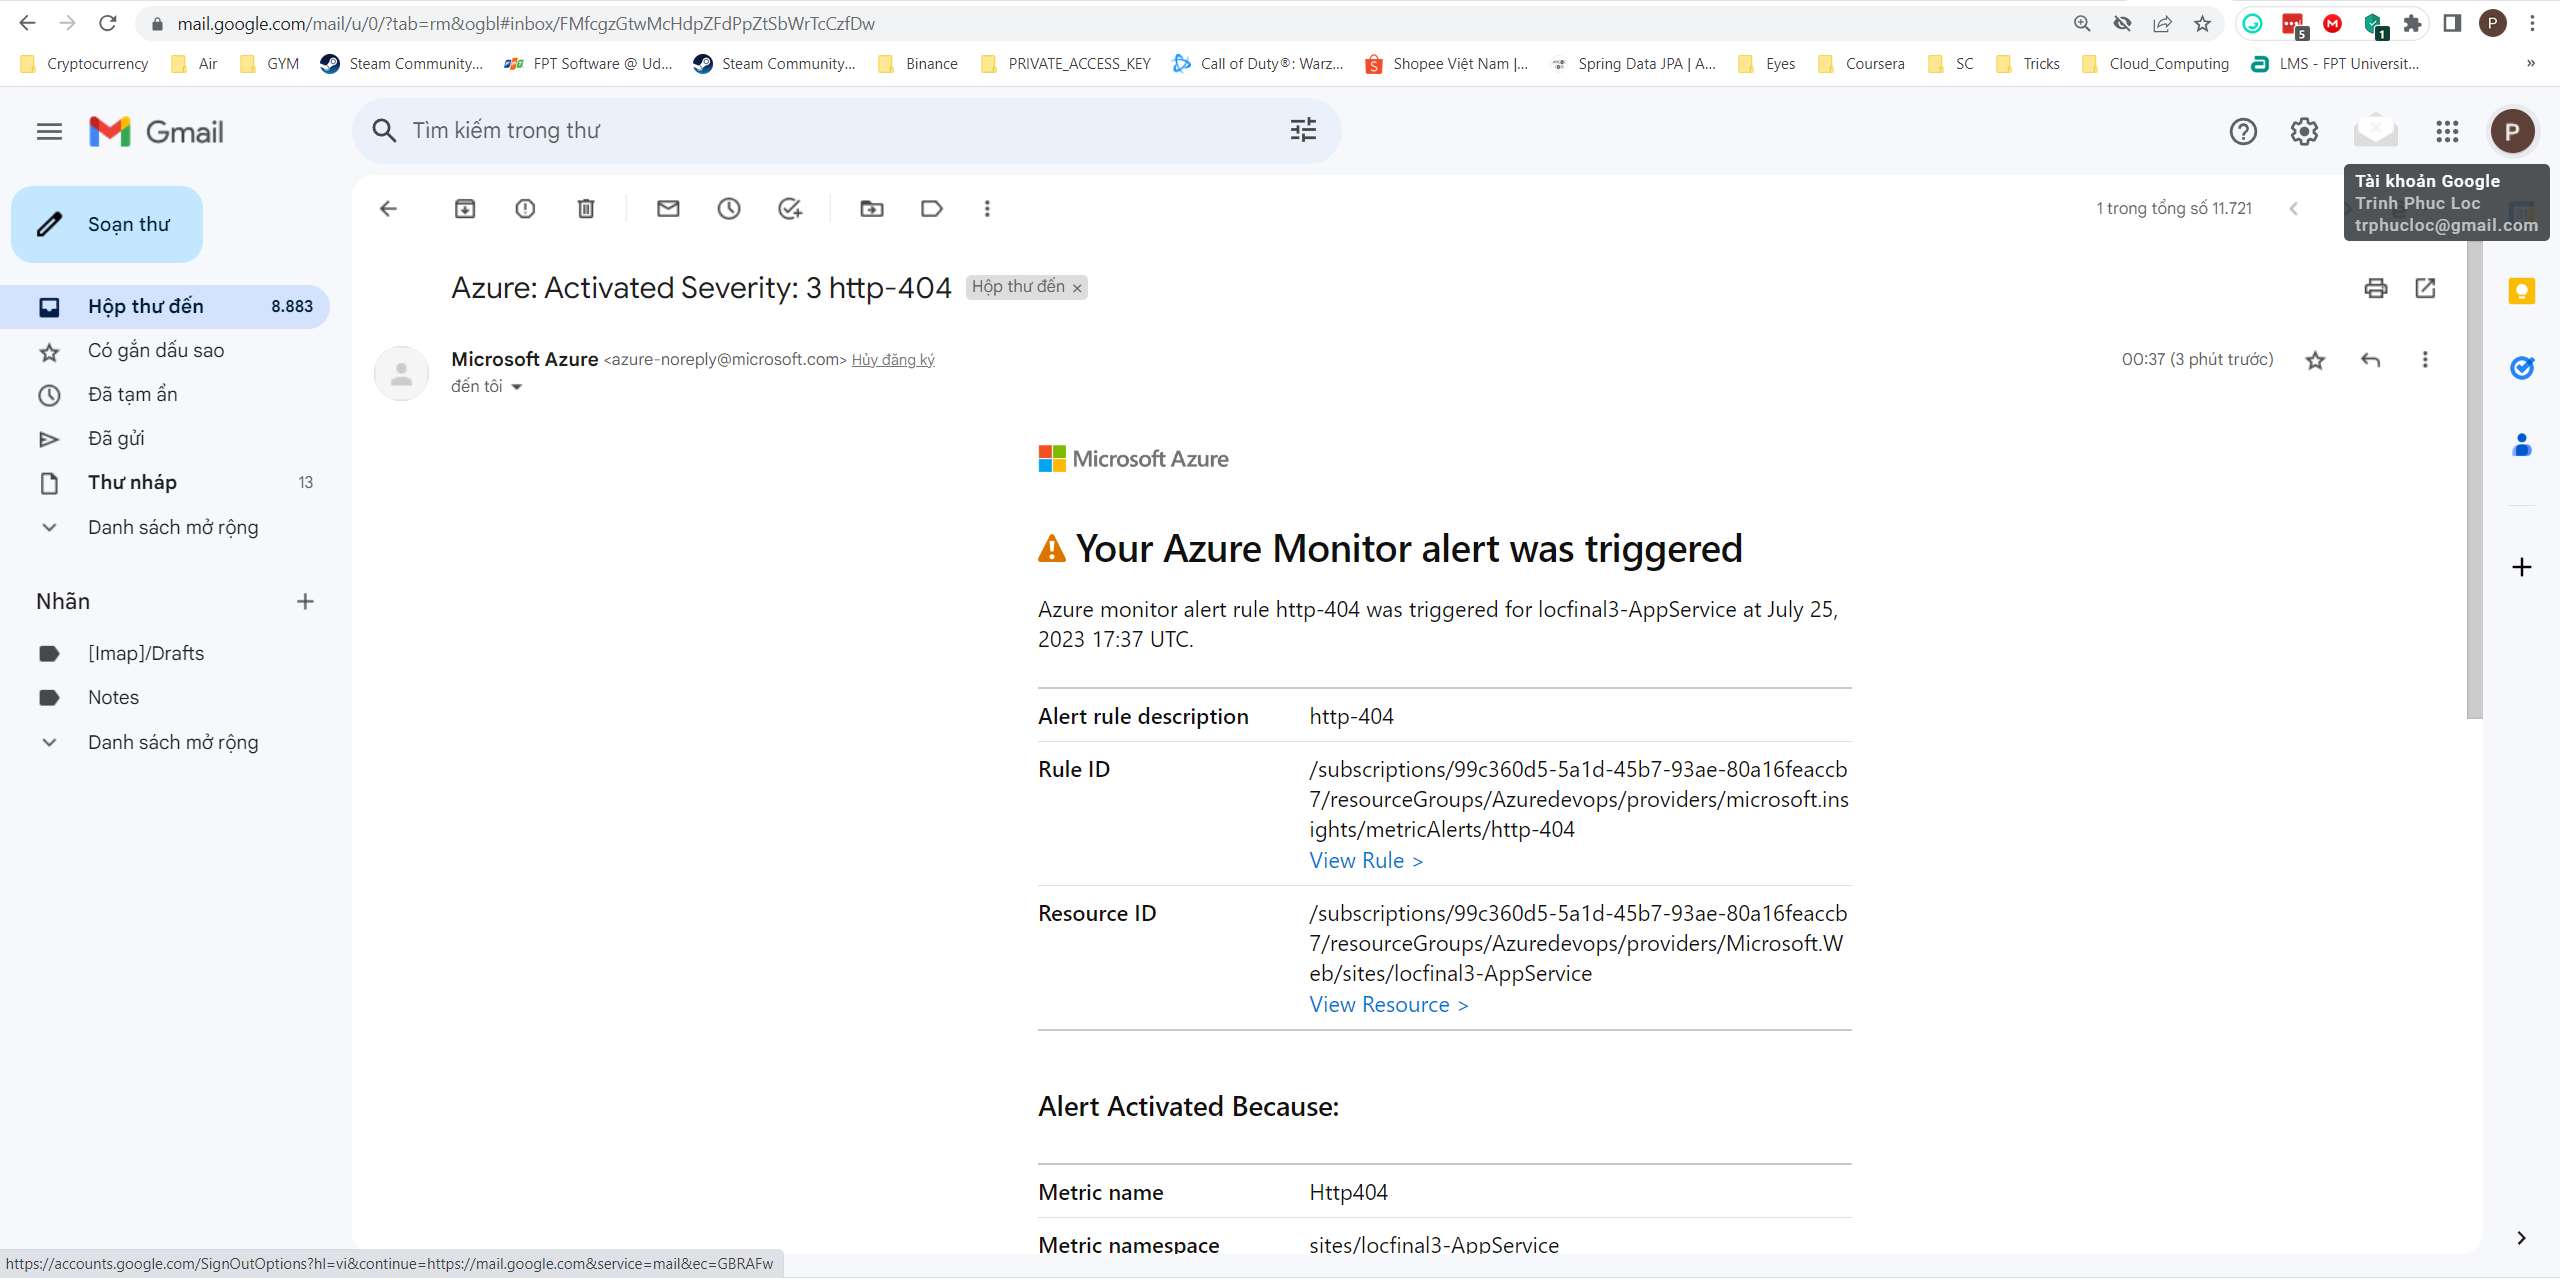 mail.google.com/mail/u/0/?tab=rm&ogbl#inbox/FMfcgzGtwMcHdpZFdPpZtSbWrTcCzfDw
5
1
P
Cryptocurrency
Air
GYM
Steam Community...
FPT Software @ Ud...
Steam Community...
Binance
PRIVATE_ACCESS_KEY
Call of Duty®: Warz...
Shopee Việt Nam |...
Spring Data JPA | A...
Eyes
Coursera
SC
Tricks
Cloud_Computing
LMS - FPT Universit...
»
Gmail
Tìm kiếm trong thư
P
Tài khoản Google
Trinh Phuc Loc
trphucloc@gmail.com
Soạn thư
1 trong tổng số 11.721
Hộp thư đến 8.883
Có gắn dấu sao
Đã tạm ẩn
Đã gửi
Thư nháp 13
Danh sách mở rộng
Nhãn
[Imap]/Drafts
Notes
Danh sách mở rộng
Azure: Activated Severity: 3 http-404 Hộp thư đến ×
Microsoft Azure <azure-noreply@microsoft.com> Hủy đăng ký
00:37 (3 phút trước)
đến tôi
Microsoft Azure
Your Azure Monitor alert was triggered
Azure monitor alert rule http-404 was triggered for locfinal3-AppService at July 25,
2023 17:37 UTC.
Alert rule description http-404
Rule ID /subscriptions/99c360d5-5a1d-45b7-93ae-80a16feaccb
7/resourceGroups/Azuredevops/providers/microsoft.ins
ights/metricAlerts/http-404
View Rule >
Resource ID /subscriptions/99c360d5-5a1d-45b7-93ae-80a16feaccb
7/resourceGroups/Azuredevops/providers/Microsoft.W
eb/sites/locfinal3-AppService
View Resource >
Alert Activated Because:
Metric name Http404
Metric namespace sites/locfinal3-AppService
https://accounts.google.com/SignOutOptions?hl=vi&continue=https://mail.google.com&service=mail&ec=GBRAFw